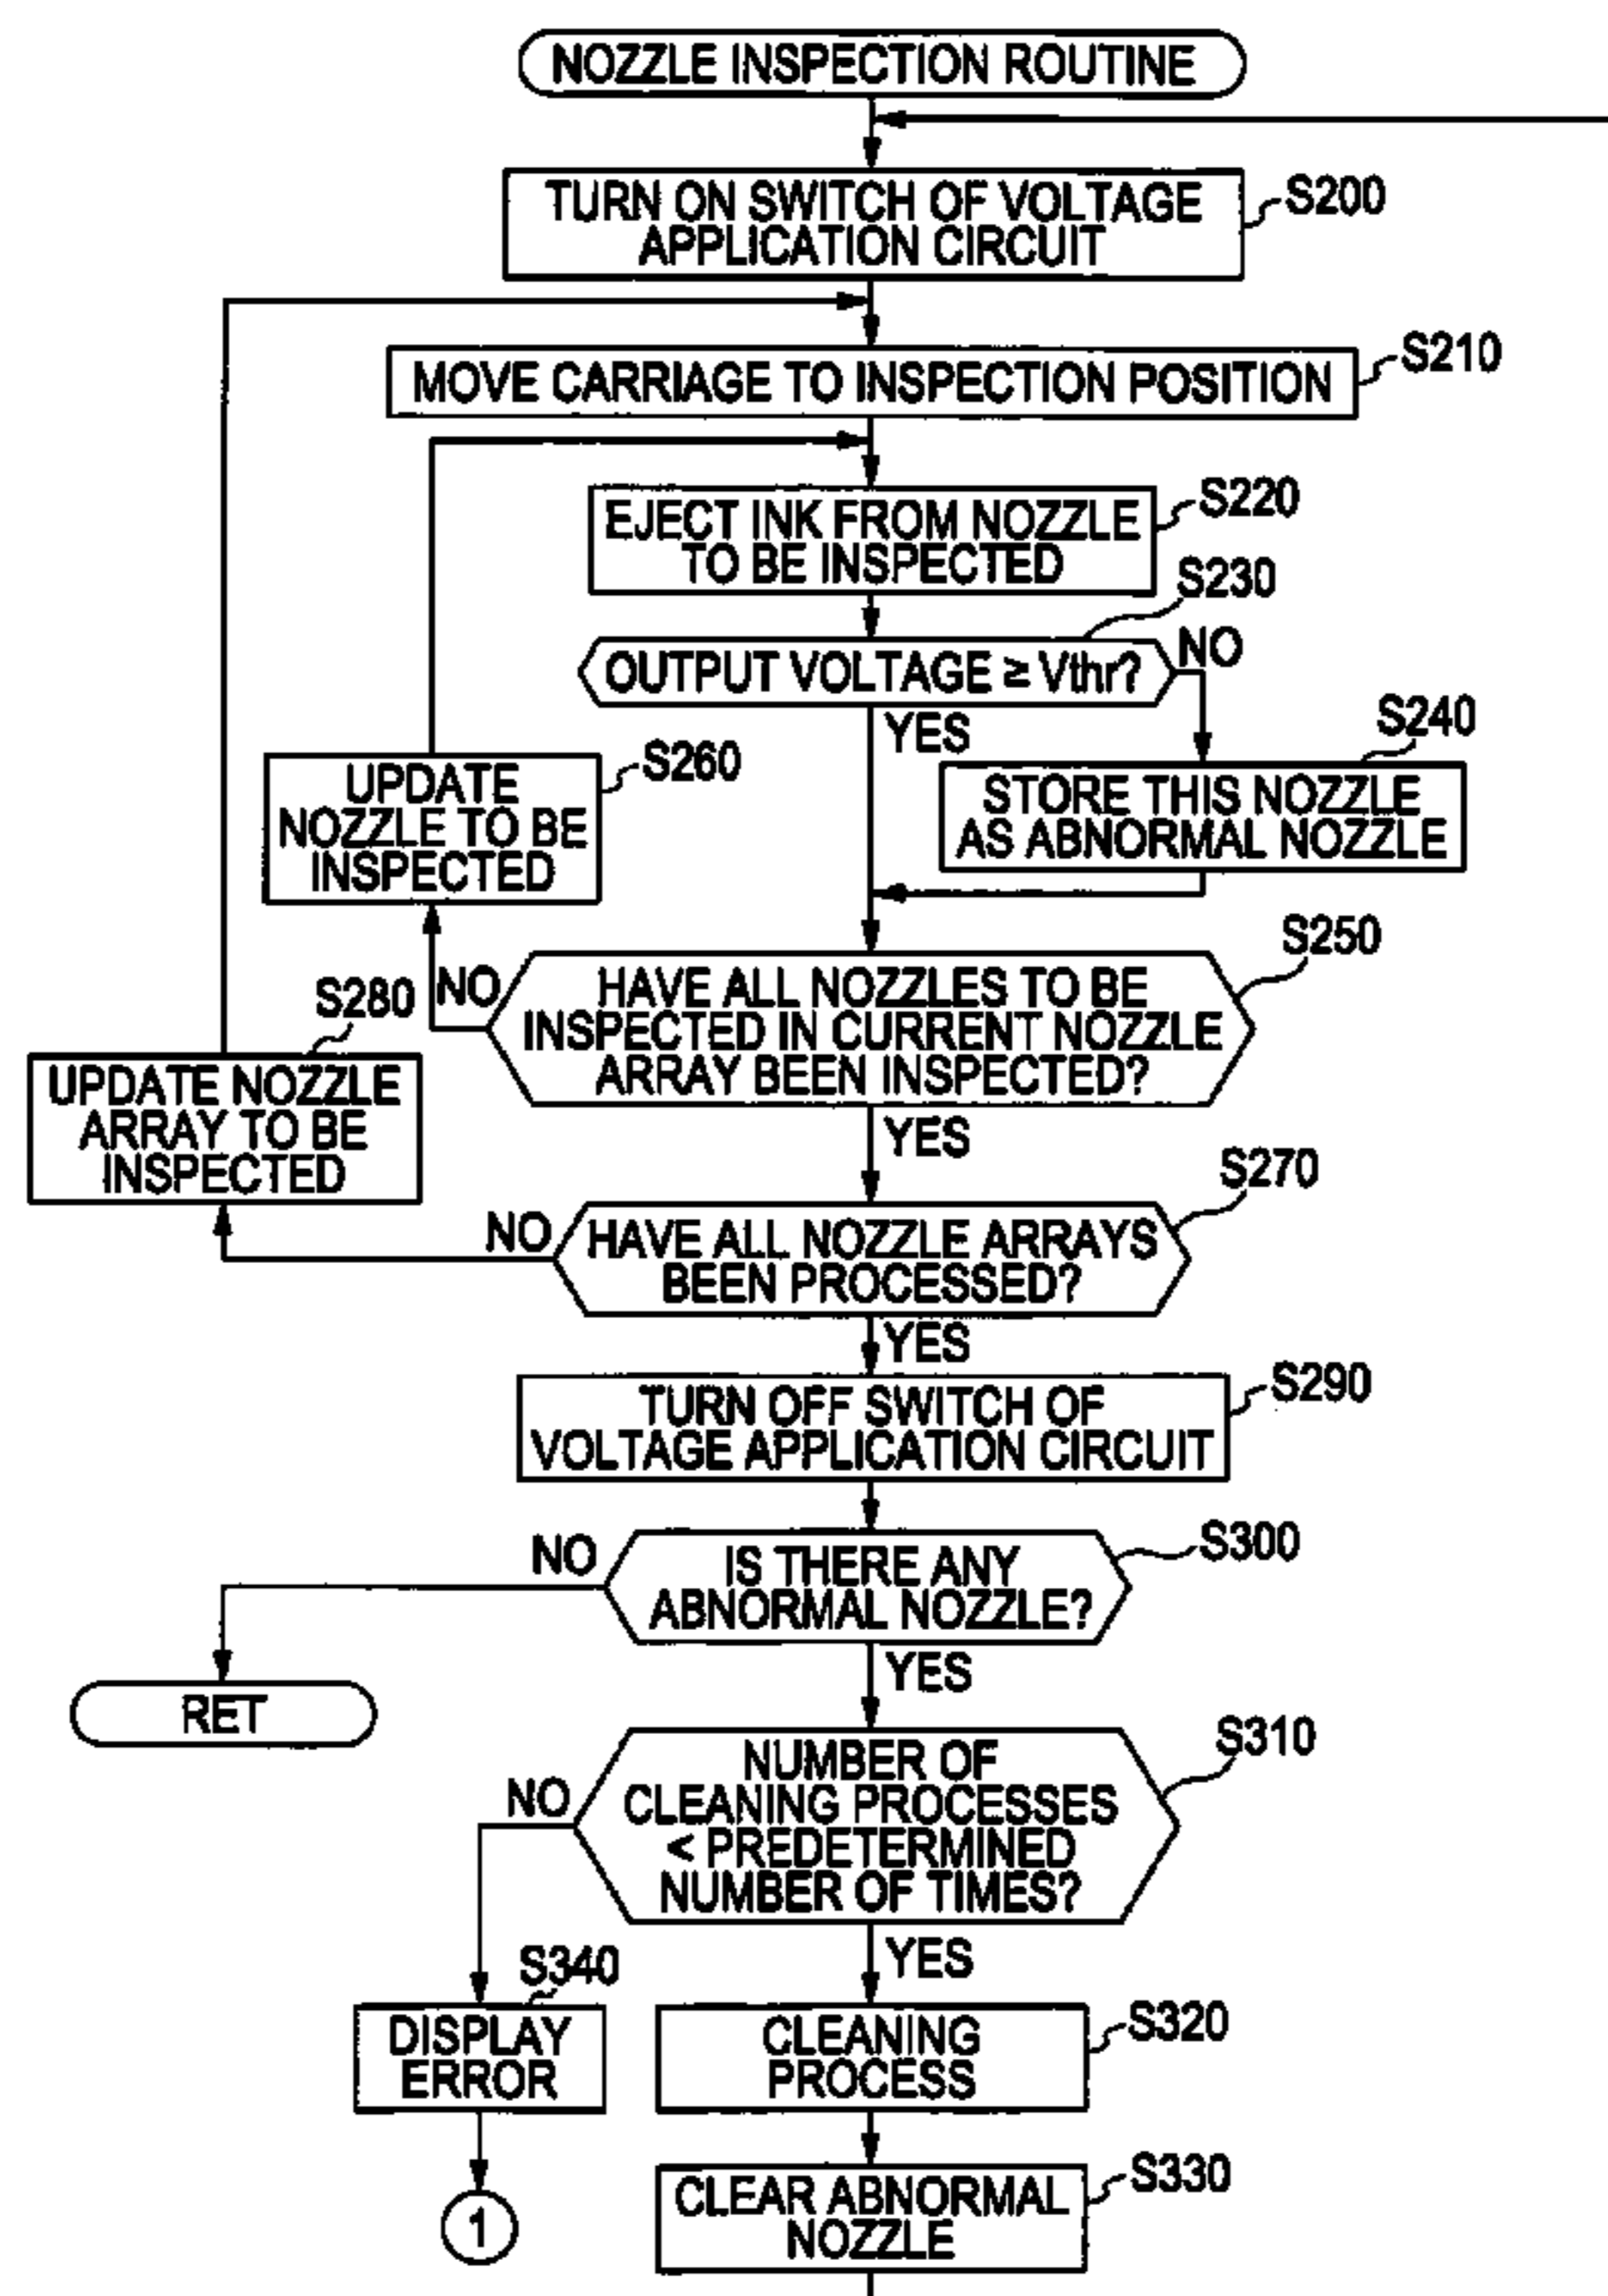 NOZZLE INSPECTION ROUTINE
TURN ON SWITCH OF VOLTAGE
APPLICATION CIRCUIT
S200
MOVE CARRIAGE TO INSPECTION POSITION
S210
EJECT INK FROM NOZZLE
TO BE INSPECTED
S220
S230
OUTPUT VOLTAGE ≥ Vthr?
NO
YES
S240
STORE THIS NOZZLE
AS ABNORMAL NOZZLE
S260
UPDATE
NOZZLE TO BE
INSPECTED
S250
NO
HAVE ALL NOZZLES TO BE
INSPECTED IN CURRENT NOZZLE
ARRAY BEEN INSPECTED?
YES
S280
UPDATE NOZZLE
ARRAY TO BE
INSPECTED
S270
NO
HAVE ALL NOZZLE ARRAYS
BEEN PROCESSED?
YES
S290
TURN OFF SWITCH OF
VOLTAGE APPLICATION CIRCUIT
S300
NO
IS THERE ANY
ABNORMAL NOZZLE?
YES
RET
S310
NO
NUMBER OF
CLEANING PROCESSES
< PREDETERMINED
NUMBER OF TIMES?
YES
S340
DISPLAY
ERROR
1
S320
CLEANING
PROCESS
S330
CLEAR ABNORMAL
NOZZLE